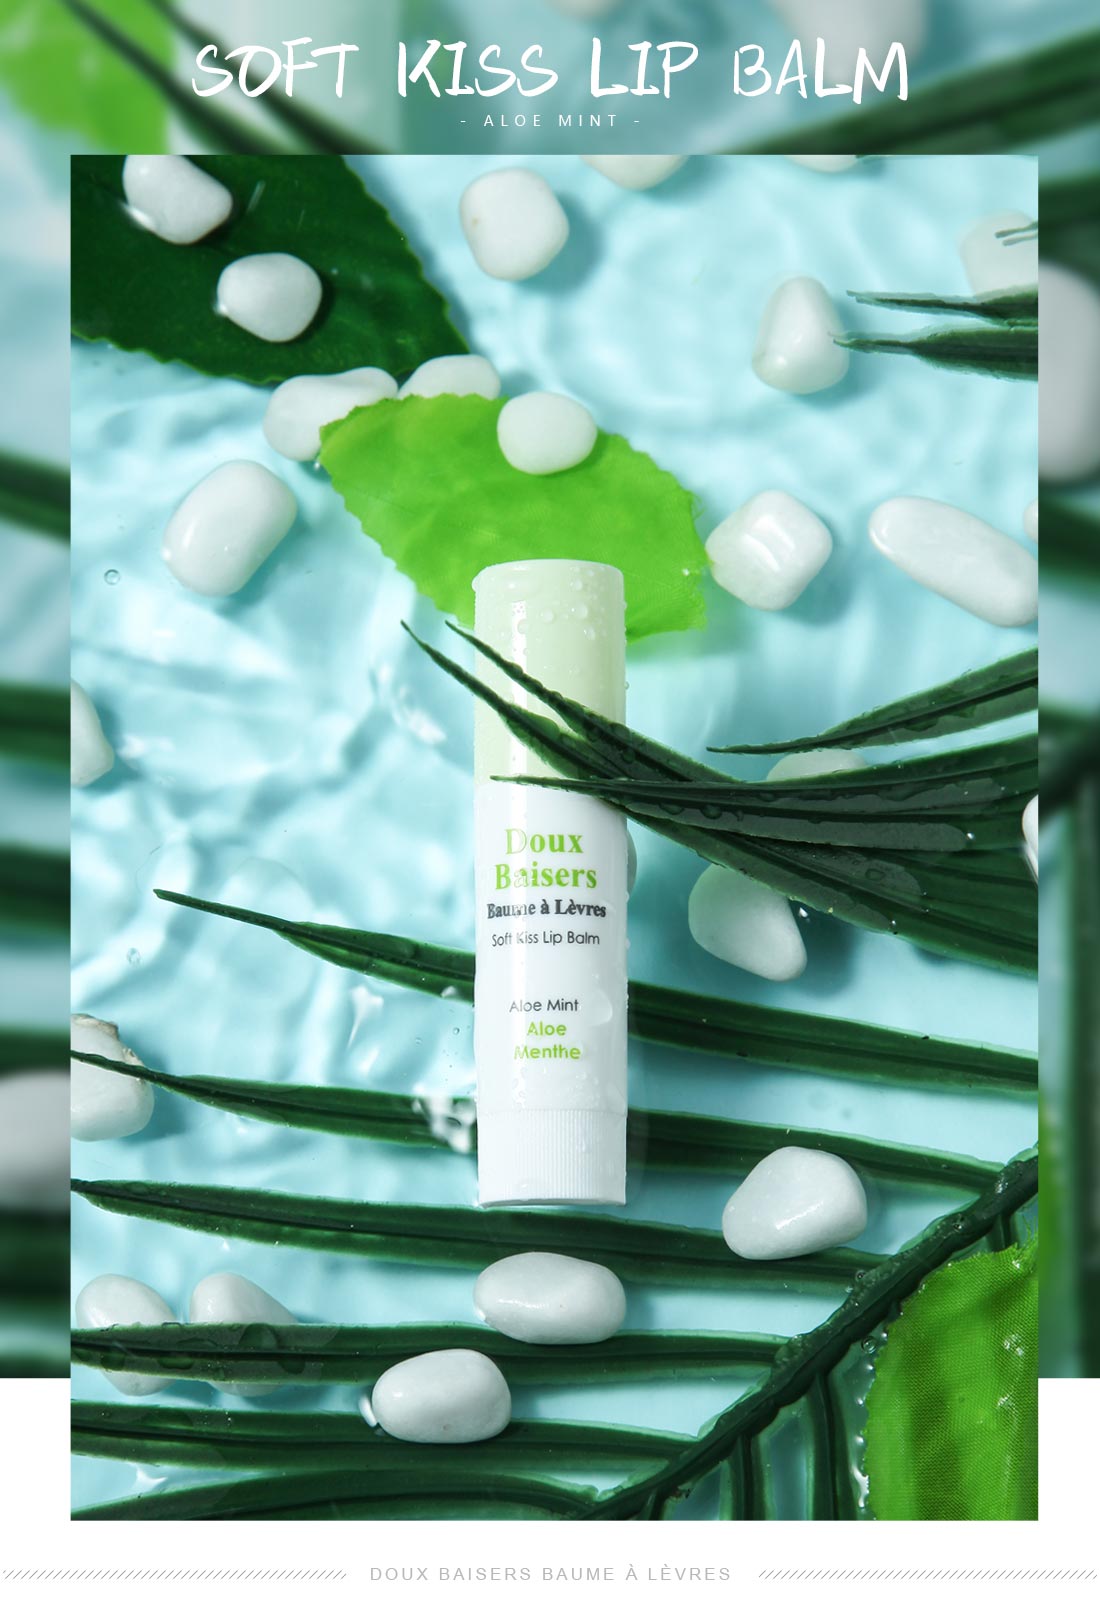 SOFT KISS LIP BALM
- ALOE MINT -
Doux
Baisers
Baume à Lèvres
Soft Kiss Lip Balm
Aloe Mint
Aloe
Menthe
DOUX BAISERS BAUME À LÈVRES